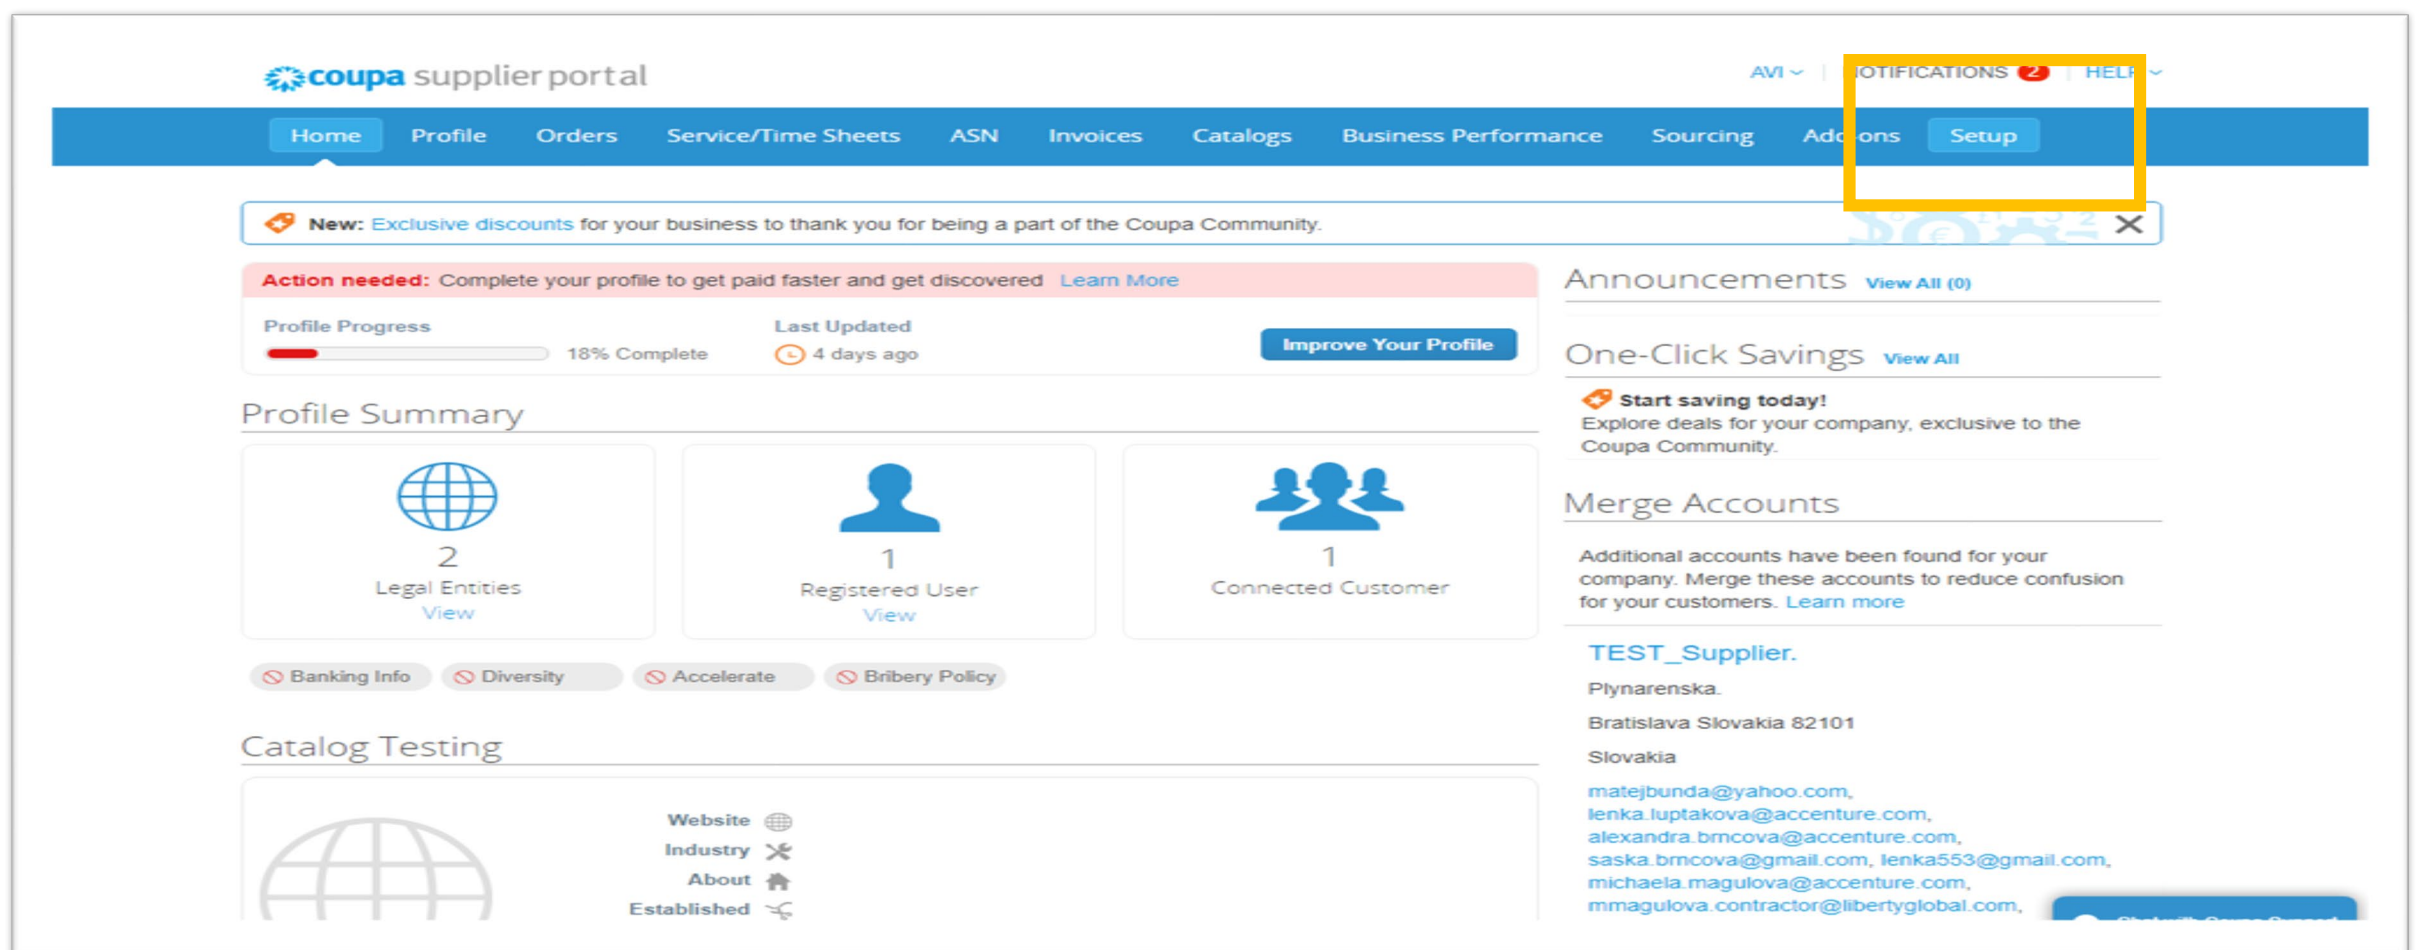 coupa supplier portal
AVI NOTIFICATIONS 2 HELP
Home Profile Orders Service/Time Sheets ASN Invoices Catalogs Business Performance Sourcing Add-ons Setup
New: Exclusive discounts for your business to thank you for being a part of the Coupa Community.
Action needed: Complete your profile to get paid faster and get discovered Learn More
Profile Progress Last Updated
18% Complete 4 days ago
Improve Your Profile
Profile Summary
2
Legal Entities
View
1
Registered User
View
1
Connected Customer
Banking Info Diversity Accelerate Bribery Policy
Catalog Testing
Website
Industry
About
Established
Announcements View All (0)
One-Click Savings View All
Start saving today!
Explore deals for your company, exclusive to the
Coupa Community.
Merge Accounts
Additional accounts have been found for your
company. Merge these accounts to reduce confusion
for your customers. Learn more
TEST_Supplier.
Plynarenska.
Bratislava Slovakia 82101
Slovakia
matejbunda@yahoo.com,
lenka.luptakova@accenture.com,
alexandra.brncova@accenture.com,
saska.brncova@gmail.com, lenka553@gmail.com,
michaela.magulova@accenture.com,
mmagulova.contractor@libertyglobal.com,
Chat with Coupa Support